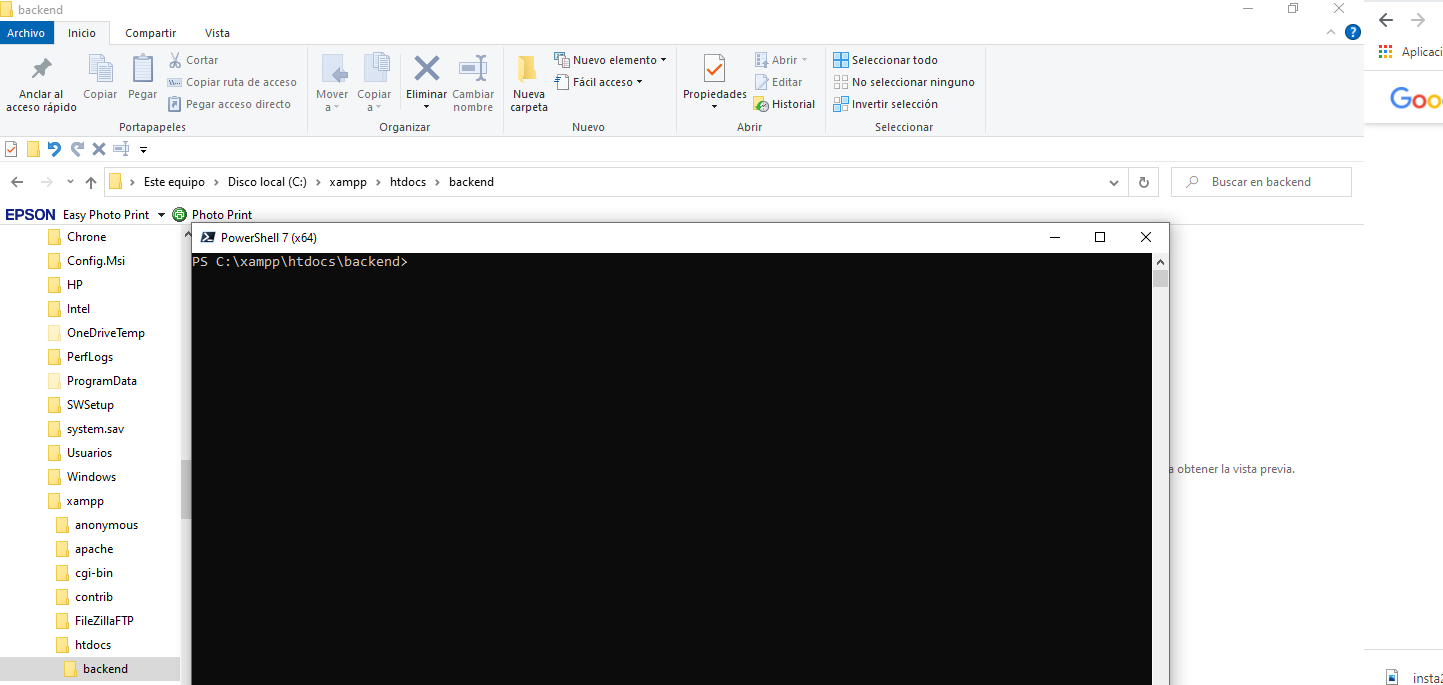 backend
Archivo Inicio Compartir Vista
Anclar al acceso rápido
Copiar
Pegar
Cortar
Copiar ruta de acceso
Pegar acceso directo
Portapapeles
Mover a
Copiar a
Eliminar
Cambiar nombre
Organizar
Nueva carpeta
Nuevo elemento
Fácil acceso
Nuevo
Propiedades
Abrir
Editar
Historial
Abrir
Seleccionar todo
No seleccionar ninguno
Invertir selección
Seleccionar
Este equipo > Disco local (C:) > xampp > htdocs > backend
Buscar en backend
EPSON Easy Photo Print Photo Print
Chrone
Config.Msi
HP
Intel
OneDriveTemp
PerfLogs
ProgramData
SWSetup
system.sav
Usuarios
Windows
xampp
anonymous
apache
cgi-bin
contrib
FileZillaFTP
htdocs
backend
PowerShell 7 (x64)
PS C:\xampp\htdocs\backend>
a obtener la vista previa.
Aplicaci
Goo
insta2